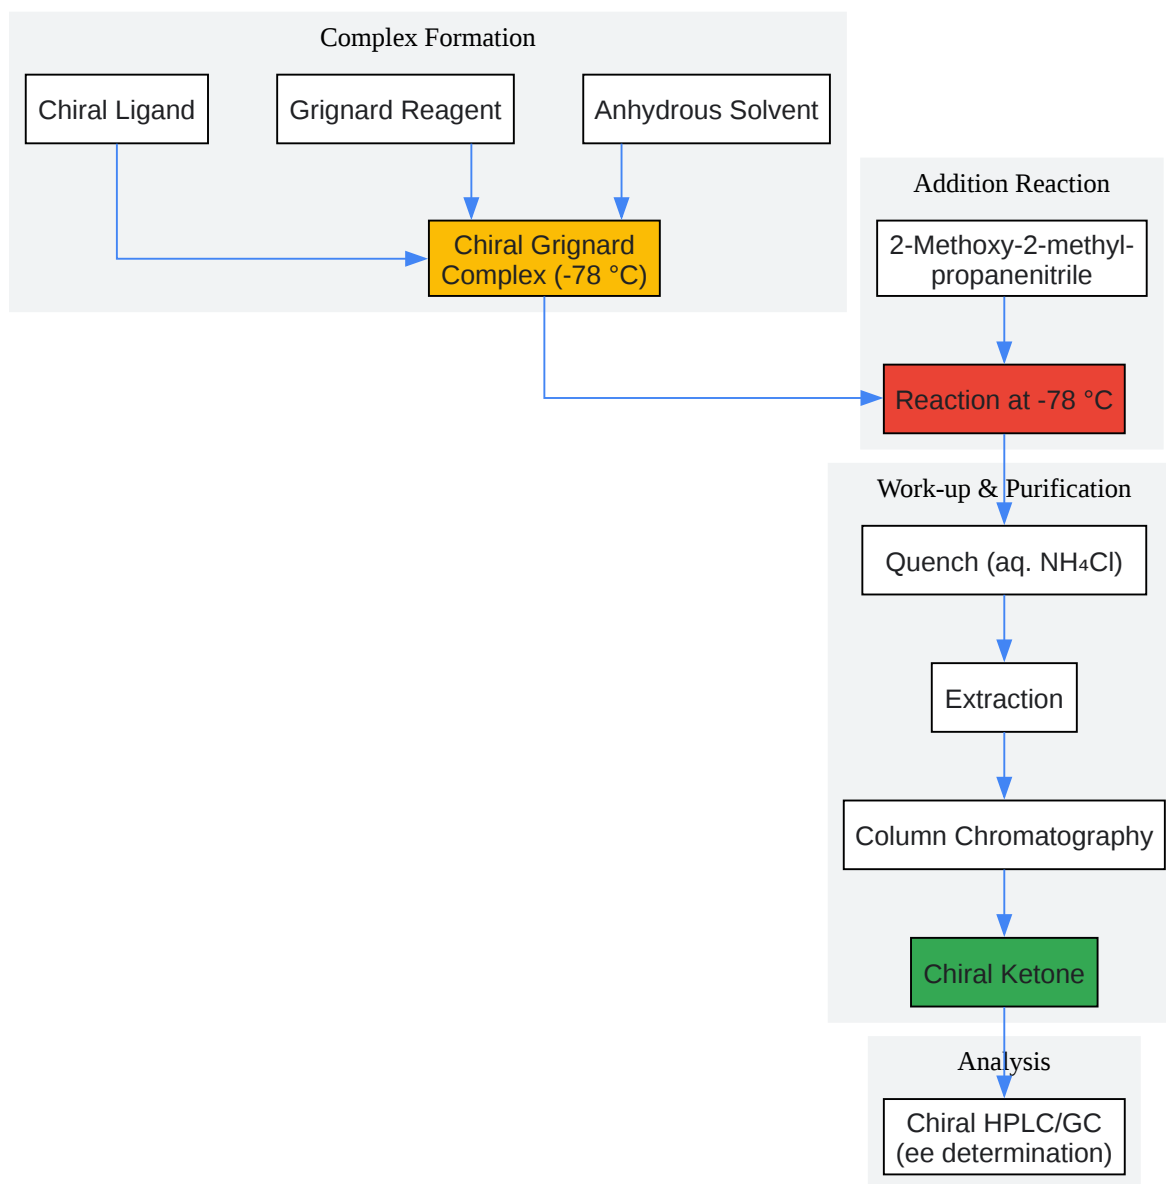 Complex Formation
Chiral Ligand
Grignard Reagent
Anhydrous Solvent
Chiral Grignard
Complex (-78 °C)
Addition Reaction
2-Methoxy-2-methyl-
propanenitrile
Reaction at -78 °C
Work-up & Purification
Quench (aq. NH₄Cl)
Extraction
Column Chromatography
Chiral Ketone
Analysis
Chiral HPLC/GC
(ee determination)